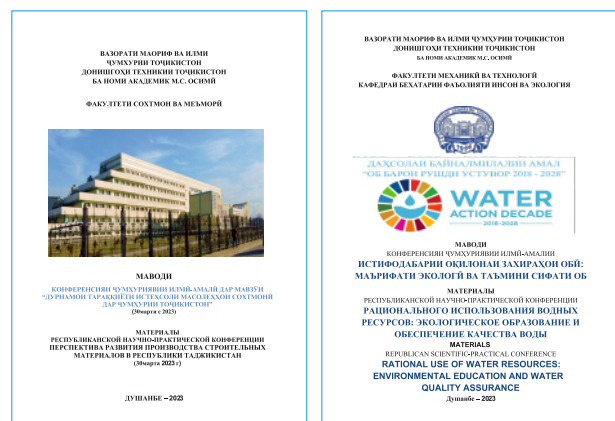 ВАЗОРАТИ МАОРИФ ВА ИЛМИ
ҶУМҲУРИИ ТОҶИКИСТОН
ДОНИШГОҲИ ТЕХНИКИИ ТОҶИКИСТОН
БА НОМИ АКАДЕМИК М.С. ОСИМӢ
ФАКУЛТЕТИ СОХТМОН ВА МЕЪМОРӢ
МАВОДИ
КОНФЕРЕНСИЯИ ҶУМҲУРИЯВИИ ИЛМӢ-АМАЛӢ ДАР МАВЗӮИ
“ДУРНАМОИ ТАРАҚҚИЁТИ ИСТЕҲСОЛИ МАСОЛЕҲҲОИ СОХТМОНӢ
ДАР ҶУМҲУРИИ ТОҶИКИСТОН”
(30марти с 2023)
МАТЕРИАЛЫ
РЕСПУБЛИКАНСКОЙ НАУЧНО-ПРАКТИЧЕСКОЙ КОНФЕРЕНЦИИ
ПЕРСПЕКТИВА РАЗВИТИЯ ПРОИЗВОДСТВА СТРОИТЕЛЬНЫХ
МАТЕРИАЛОВ В РЕСПУБЛИКИ ТАДЖИКИСТАН
(30марта 2023 г)
ДУШАНБЕ – 2023
ВАЗОРАТИ МАОРИФ ВА ИЛМИ ҶУМҲУРИИ ТОҶИКИСТОН
ДОНИШГОҲИ ТЕХНИКИИ ТОҶИКИСТОН
БА НОМИ АКАДЕМИК М.С. ОСИМӢ
ФАКУЛТЕТИ МЕХАНИКӢ ВА ТЕХНОЛОГӢ
КАФЕДРАИ БЕХАТАРИИ ФАЪОЛИЯТИ ИНСОН ВА ЭКОЛОГИЯ
ДАҲСОЛАИ БАЙНАЛМИЛАЛИИ АМАЛ
“ОБ БАРОИ РУШДИ УСТУВОР 2018 - 2028”
WATER
ACTION DECADE
2018-2028
МАВОДИ
КОНФЕРЕНСИЯИ ҶУМҲУРИЯВИИ ИЛМӢ-АМАЛИИ
ИСТИФОДАБАРИИ ОҚИЛОНАИ ЗАХИРАҲОИ ОБӢ:
МАЪРИФАТИ ЭКОЛОГӢ ВА ТАЪМИНИ СИФАТИ ОБ
МАТЕРИАЛЫ
РЕСПУБЛИКАНСКОЙ НАУЧНО-ПРАКТИЧЕСКОЙ КОНФЕРЕНЦИИ
РАЦИОНАЛЬНОГО ИСПОЛЬЗОВАНИЯ ВОДНЫХ
РЕСУРСОВ: ЭКОЛОГИЧЕСКОЕ ОБРАЗОВАНИЕ И
ОБЕСПЕЧЕНИЕ КАЧЕСТВА ВОДЫ
MATERIALS
REPUBLICAN SCIENTIFIC-PRACTICAL CONFERENCE
RATIONAL USE OF WATER RESOURCES:
ENVIRONMENTAL EDUCATION AND WATER
QUALITY ASSURANCE
Душанбе – 2023